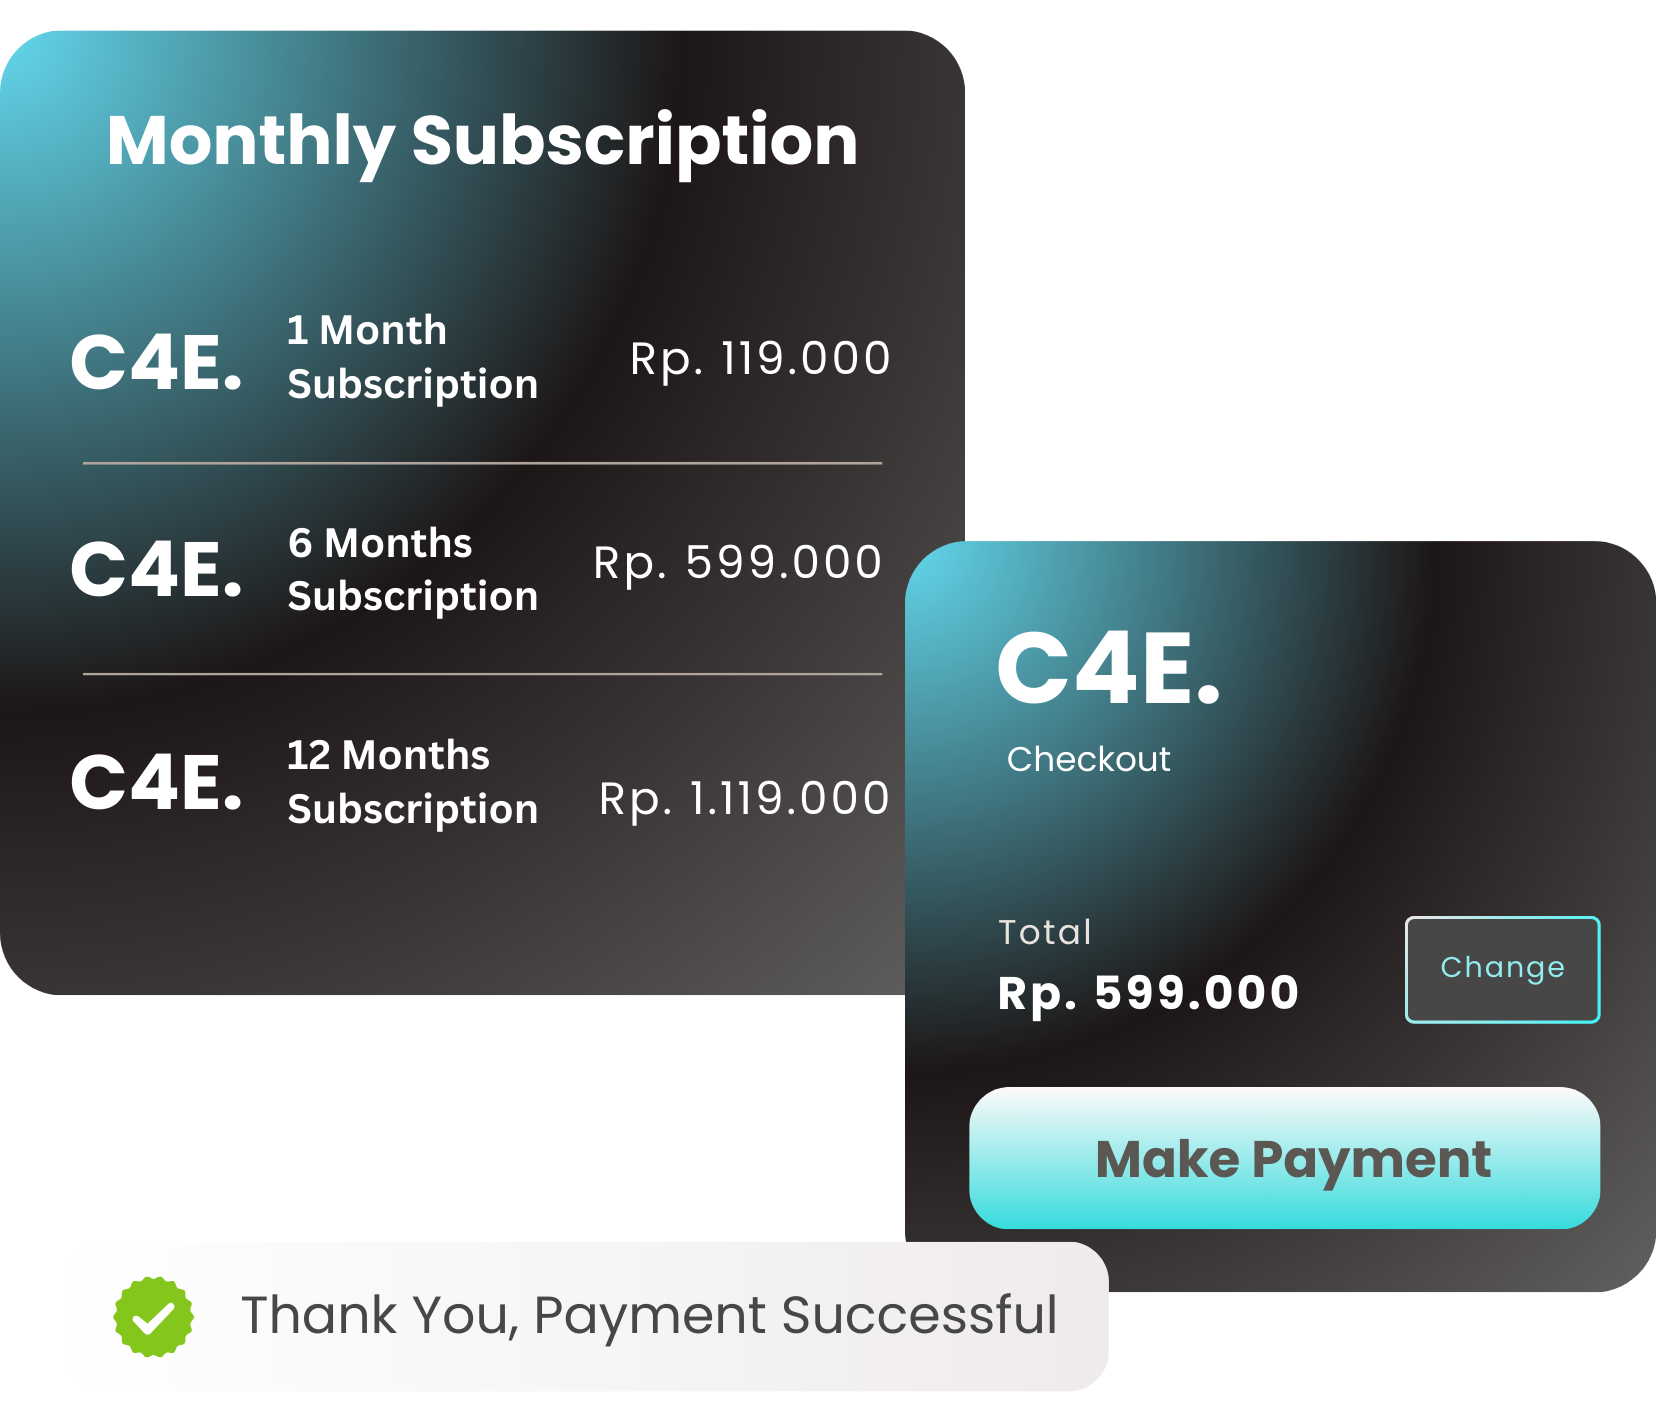 Monthly Subscription
C4E.
1 Month
Subscription
Rp. 119.000
C4E.
6 Months
Subscription
Rp. 599.000
C4E.
12 Months
Subscription
Rp. 1.119.000
C4E.
Checkout
Total
Rp. 599.000
Change
Make Payment
Thank You, Payment Successful